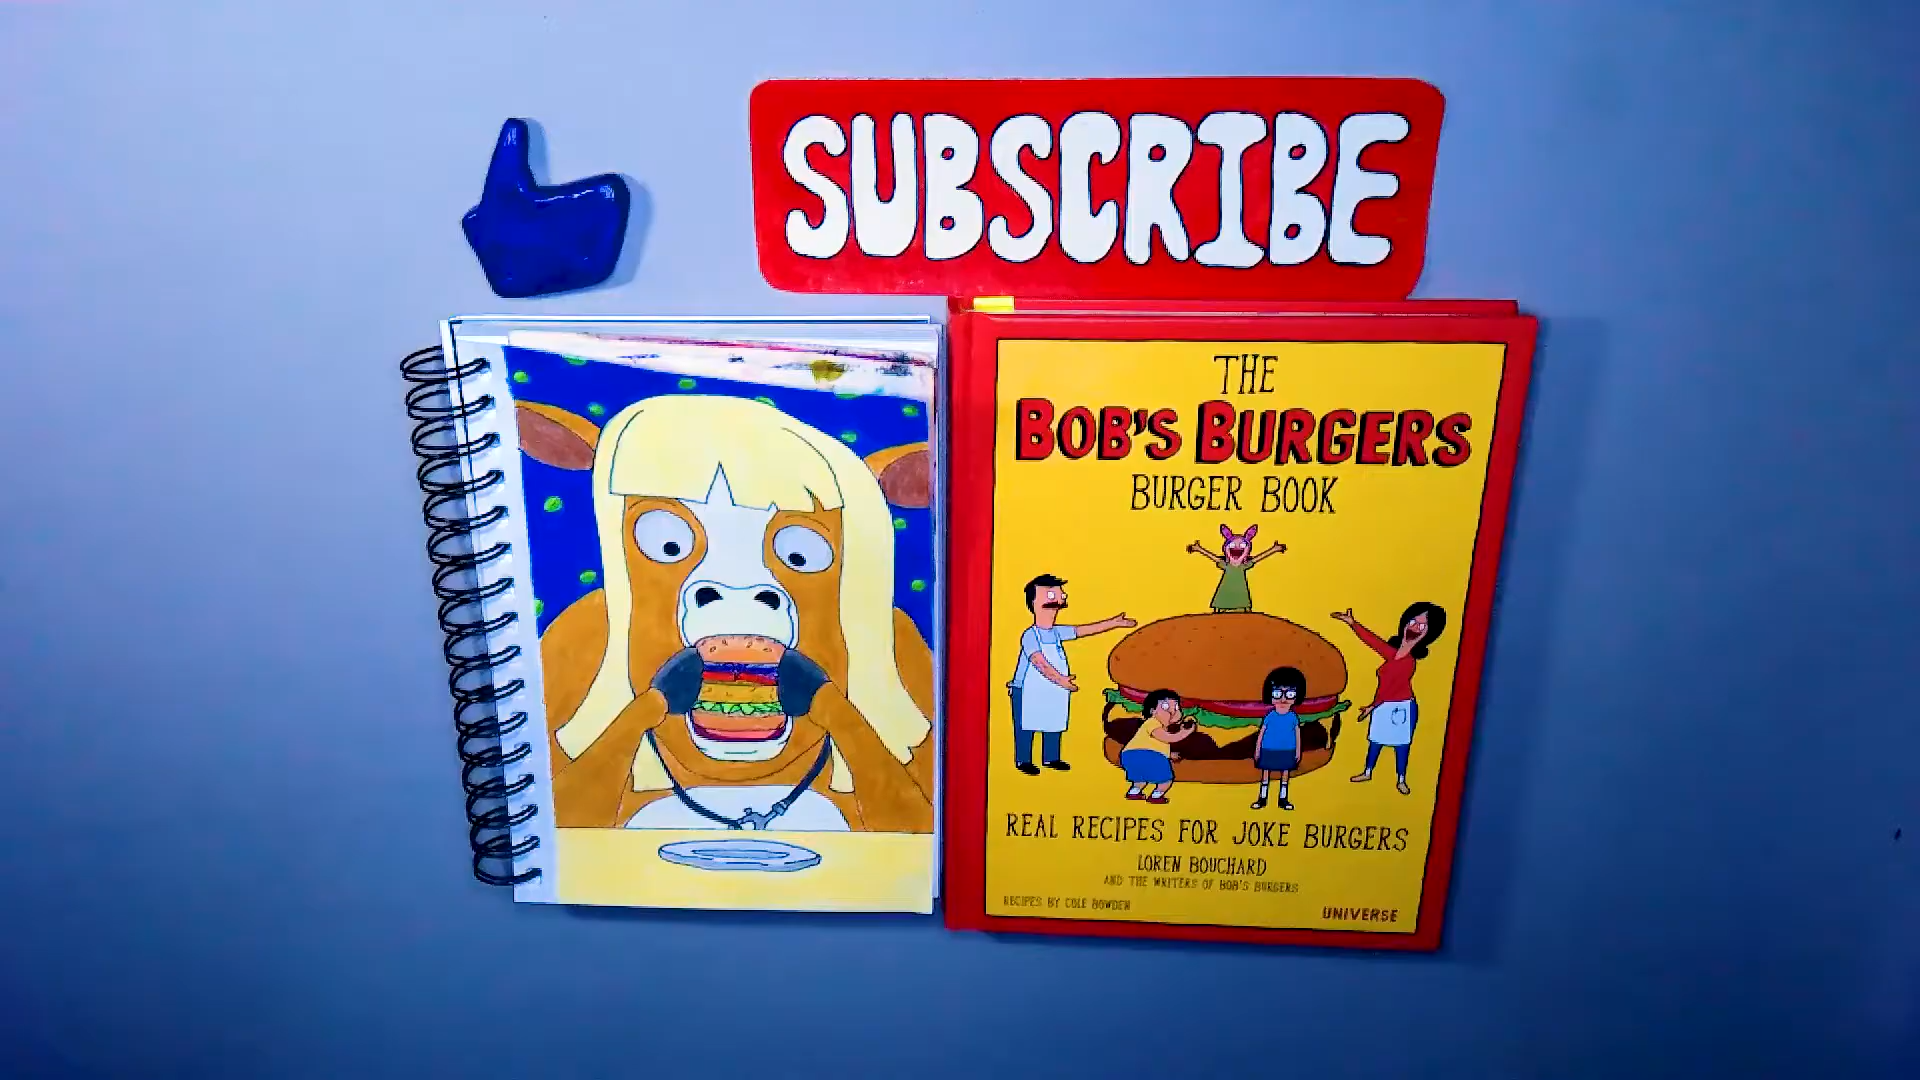 SUBSCRIBE
THE
BOB'S BURGERS
BURGER BOOK
REAL RECIPES FOR JOKE BURGERS
LOREN BOUCHARD
AND THE WRITERS OF BOB'S BURGERS
RECIPES BY COLE BOWDEN
UNIVERSE